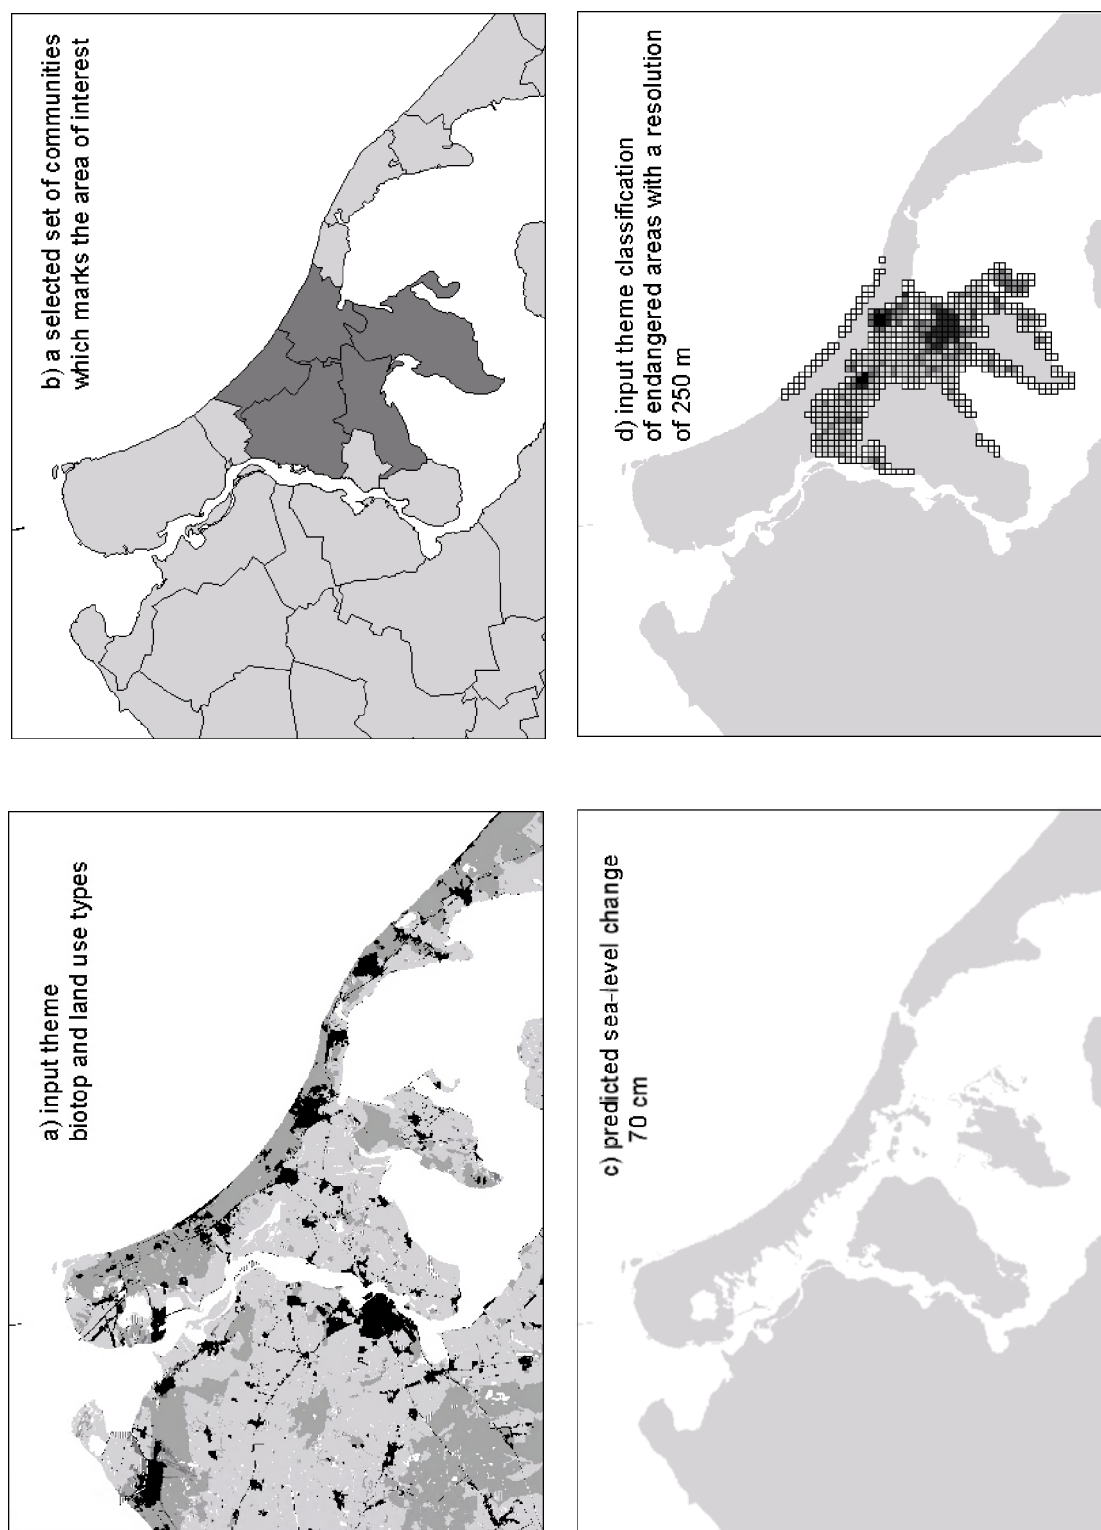 a) input theme
biotop and land use types
b) a selected set of communities
which marks the area of interest
c) predicted sea-level change
70 cm
d) input theme classification
of endangered areas with a resolution
of 250 m